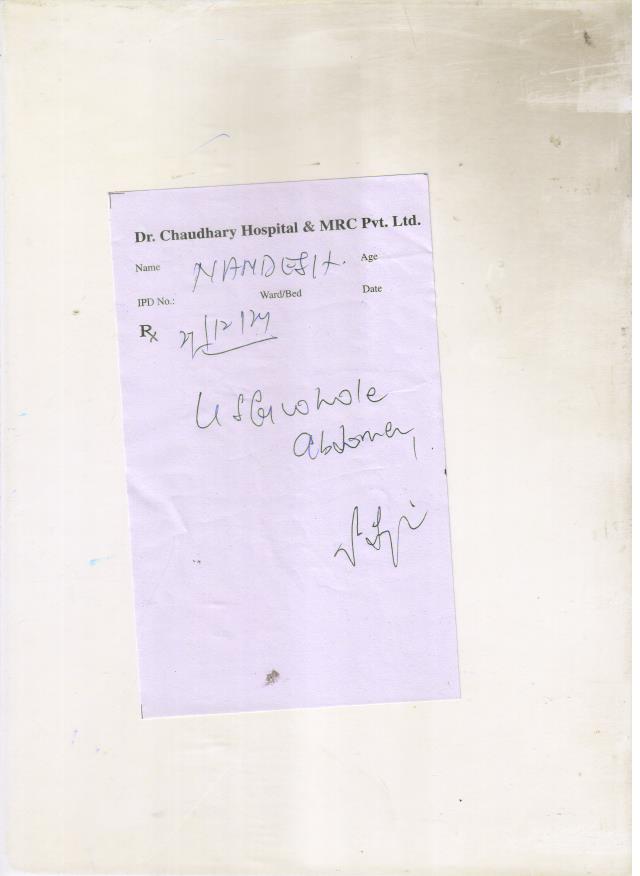 Dr. Chaudhary Hospital & MRC Pvt. Ltd.
Name NANDESH. Age
IPD No.: Ward/Bed Date
Rx 27/12/24
USG whole
Abdomen,